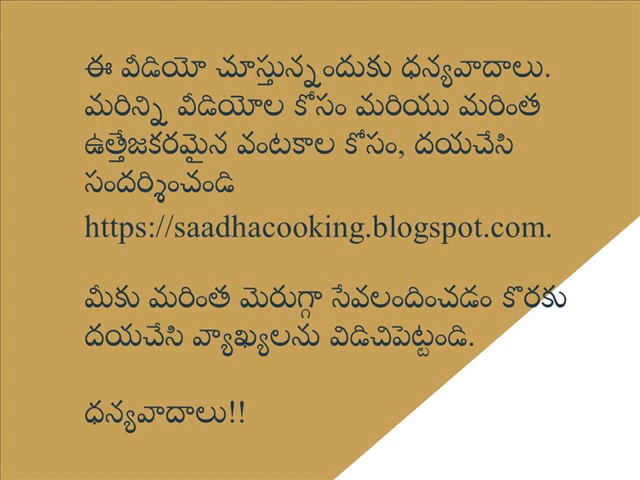 ఈ వీడియో చూస్తున్నందుకు ధన్యవాదాలు.
మరిన్ని వీడియోల కోసం మరియు మరింత
ఉత్తేజకరమైన వంటకాల కోసం, దయచేసి
సందర్శించండి
https://saadhacooking.blogspot.com.
మీకు మరింత మెరుగ్గా సేవలందించడం కొరకు
దయచేసి వ్యాఖ్యలను విడిచిపెట్టండి.
ధన్యవాదాలు!!